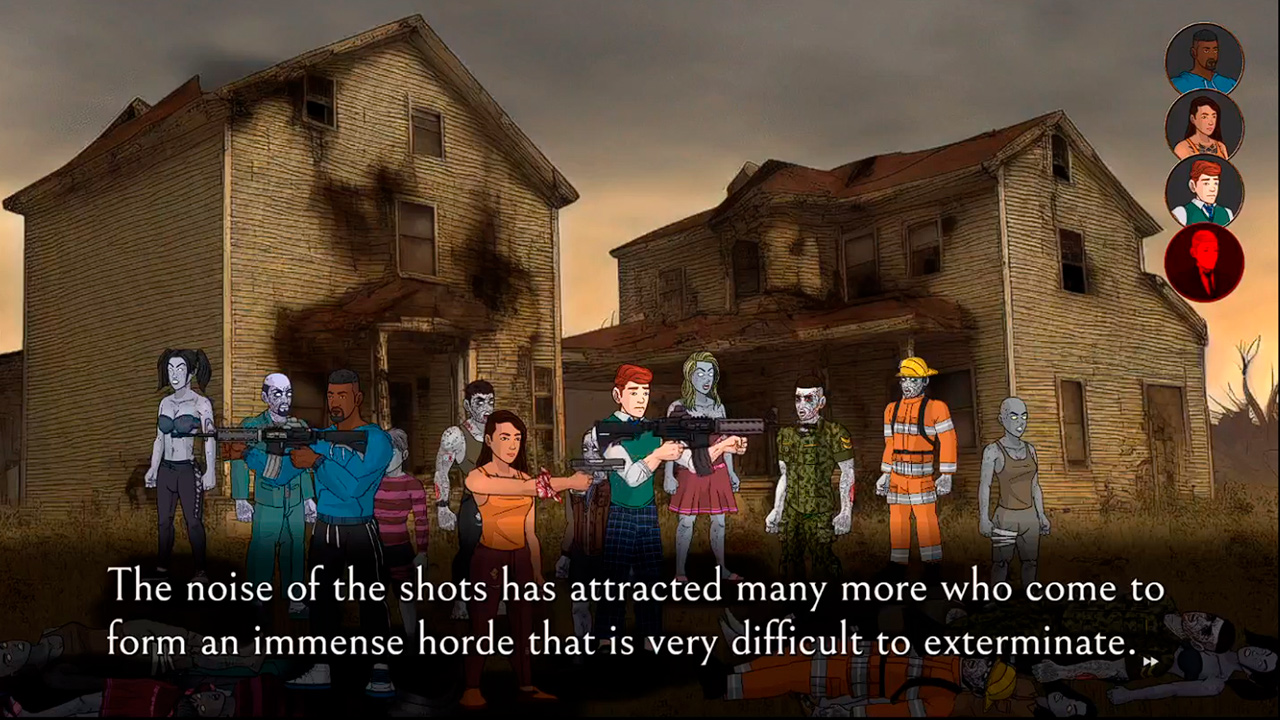 The noise of the shots has attracted many more who come to
form an immense horde that is very difficult to exterminate.